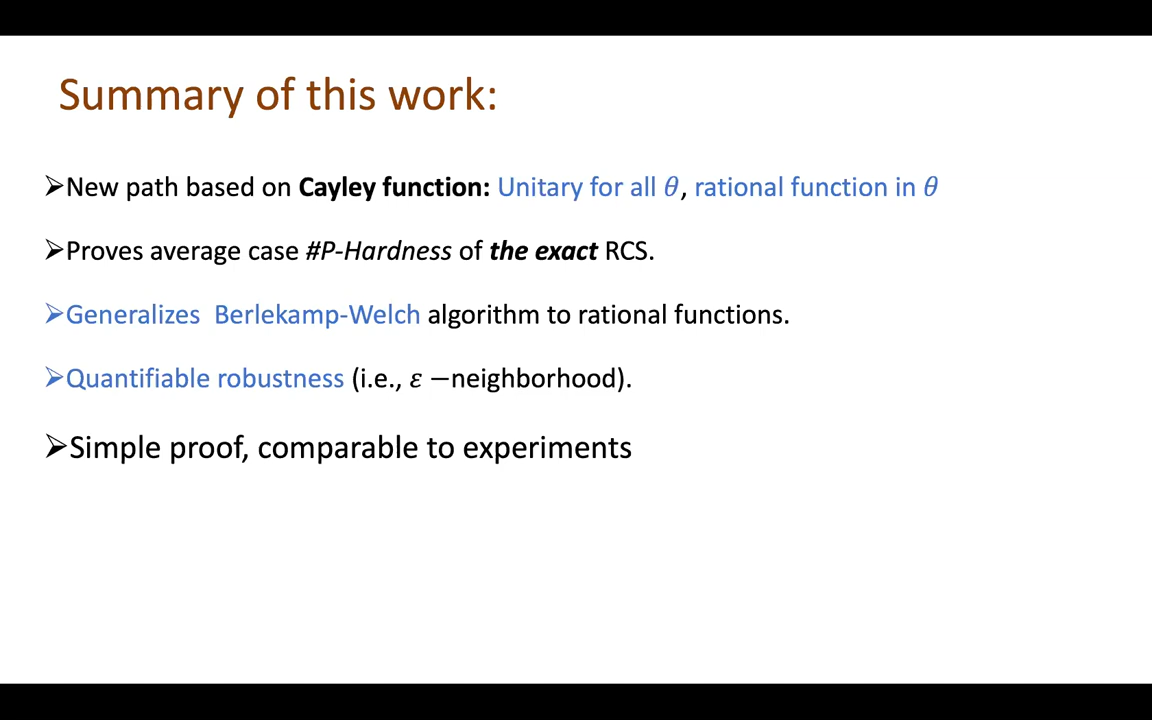 Summary of this work:
➢New path based on Cayley function: Unitary for all 𝜃, rational function in 𝜃
➢Proves average case #P-Hardness of the exact RCS.
➢Generalizes  Berlekamp-Welch algorithm to rational functions.
➢Quantifiable robustness (i.e., 𝜀 −neighborhood).
➢Simple proof, comparable to experiments